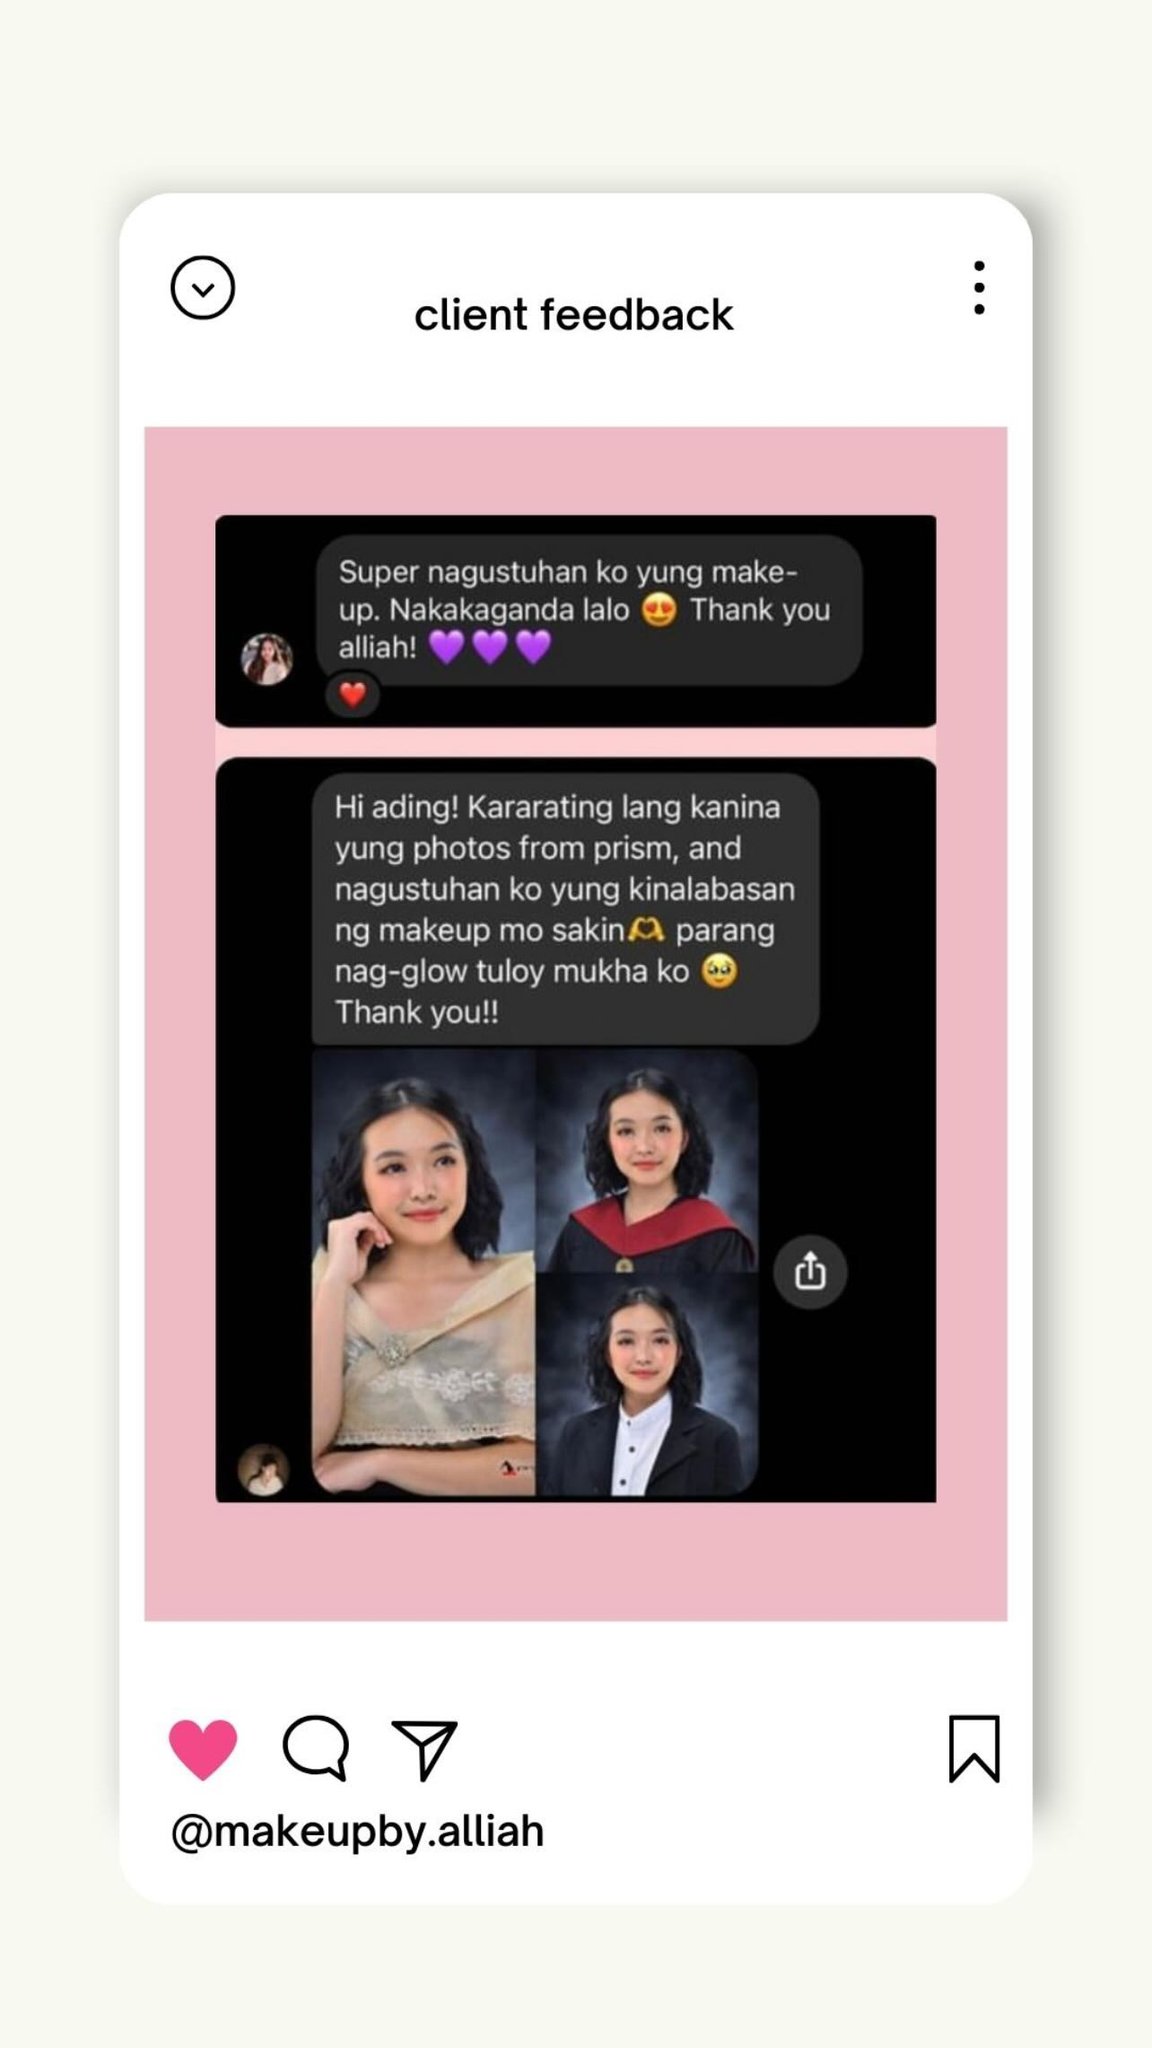 client feedback
Super nagustuhan ko yung make-
up. Nakakaganda lalo 😍 Thank you
alliah! 💜💜💜
Hi ading! Kararating lang kanina
yung photos from prism, and
nagustuhan ko yung kinalabasan
ng makeup mo sakin🫶 parang
nag-glow tuloy mukha ko 🥹
Thank you!!
@makeupby.alliah